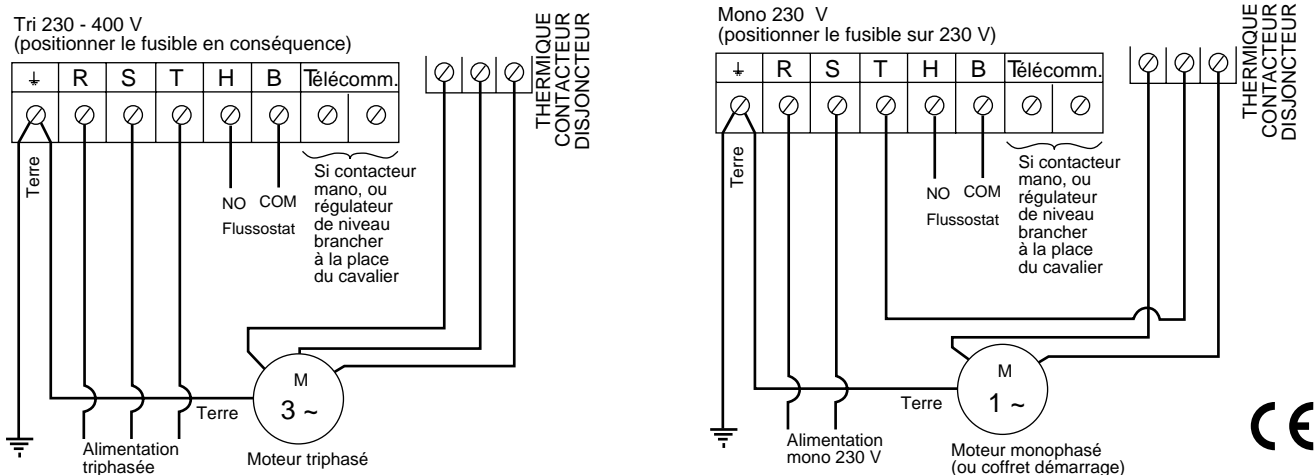 Tri 230 - 400 V
(positionner le fusible en conséquence)
R S T H B Télécomm.
THERMIQUE
CONTACTEUR
DISJONCTEUR
Terre
NO COM
Flussostat
Si contacteur
mano, ou
régulateur
de niveau
brancher
à la place
du cavalier
M
3 ~
Terre
Alimentation
triphasée
Moteur triphasé
Mono 230 V
(positionner le fusible sur 230 V)
R S T H B Télécomm.
THERMIQUE
CONTACTEUR
DISJONCTEUR
Terre
NO COM
Flussostat
Si contacteur
mano, ou
régulateur
de niveau
brancher
à la place
du cavalier
M
1 ~
Terre
Alimentation
mono 230 V
Moteur monophasé
(ou coffret démarrage)
CE